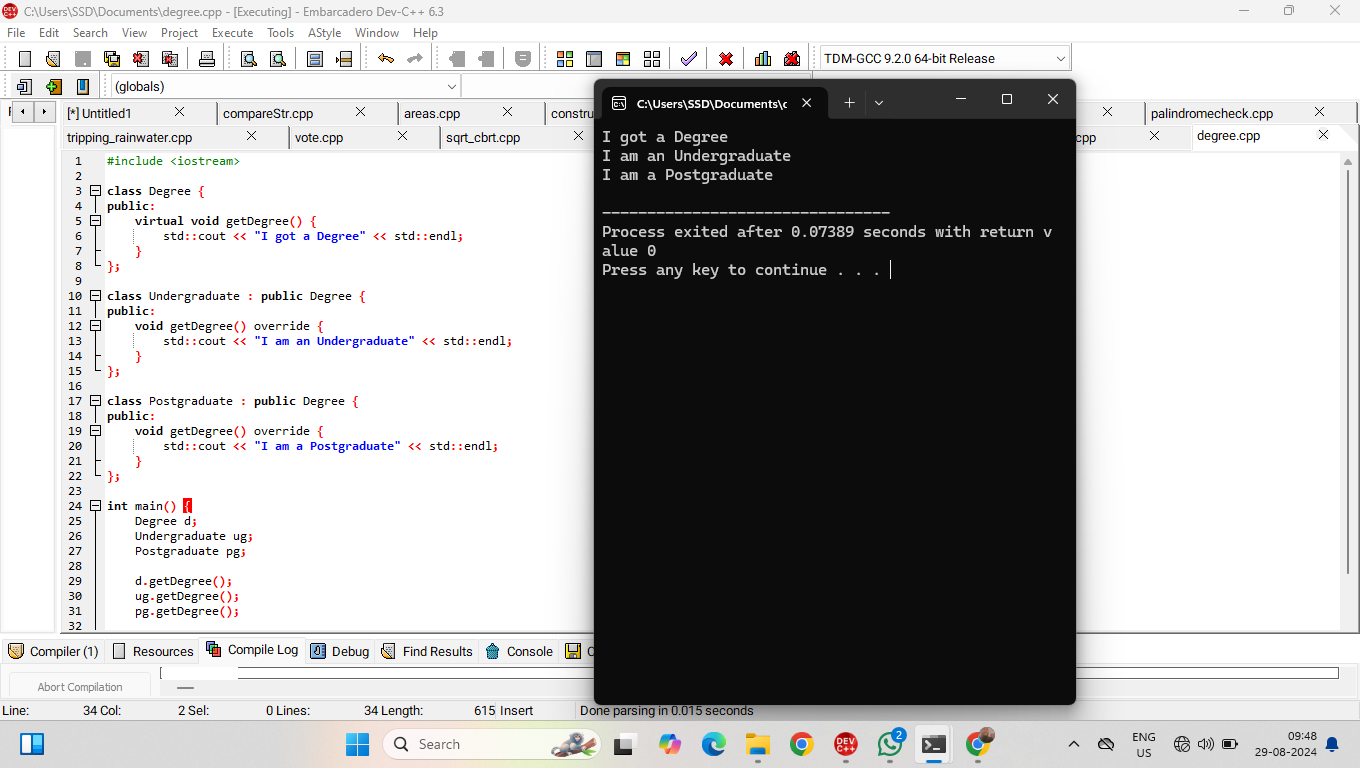 C:\Users\SSD\Documents\degree.cpp - [Executing] - Embarcadero Dev-C++ 6.3
File Edit Search View Project Execute Tools AStyle Window Help
TDM-GCC 9.2.0 64-bit Release
(globals)
[*] Untitled1 compareStr.cpp areas.cpp constru palindromecheck.cpp
tripping_rainwater.cpp vote.cpp sqrt_cbrt.cpp cpp degree.cpp
1 #include <iostream>
2
3 class Degree {
4 public:
5 virtual void getDegree() {
6 std::cout << "I got a Degree" << std::endl;
7 }
8 };
9
10 class Undergraduate : public Degree {
11 public:
12 void getDegree() override {
13 std::cout << "I am an Undergraduate" << std::endl;
14 }
15 };
16
17 class Postgraduate : public Degree {
18 public:
19 void getDegree() override {
20 std::cout << "I am a Postgraduate" << std::endl;
21 }
22 };
23
24 int main() {
25 Degree d;
26 Undergraduate ug;
27 Postgraduate pg;
28
29 d.getDegree();
30 ug.getDegree();
31 pg.getDegree();
32
C:\Users\SSD\Documents\c
I got a Degree
I am an Undergraduate
I am a Postgraduate
--------------------------------
Process exited after 0.07389 seconds with return v
alue 0
Press any key to continue . . .
Compiler (1) Resources Compile Log Debug Find Results Console
Abort Compilation
Line: 34 Col: 2 Sel: 0 Lines: 34 Length: 615 Insert Done parsing in 0.015 seconds
Search
DEV C++
2
ENG
US
09:48
29-08-2024